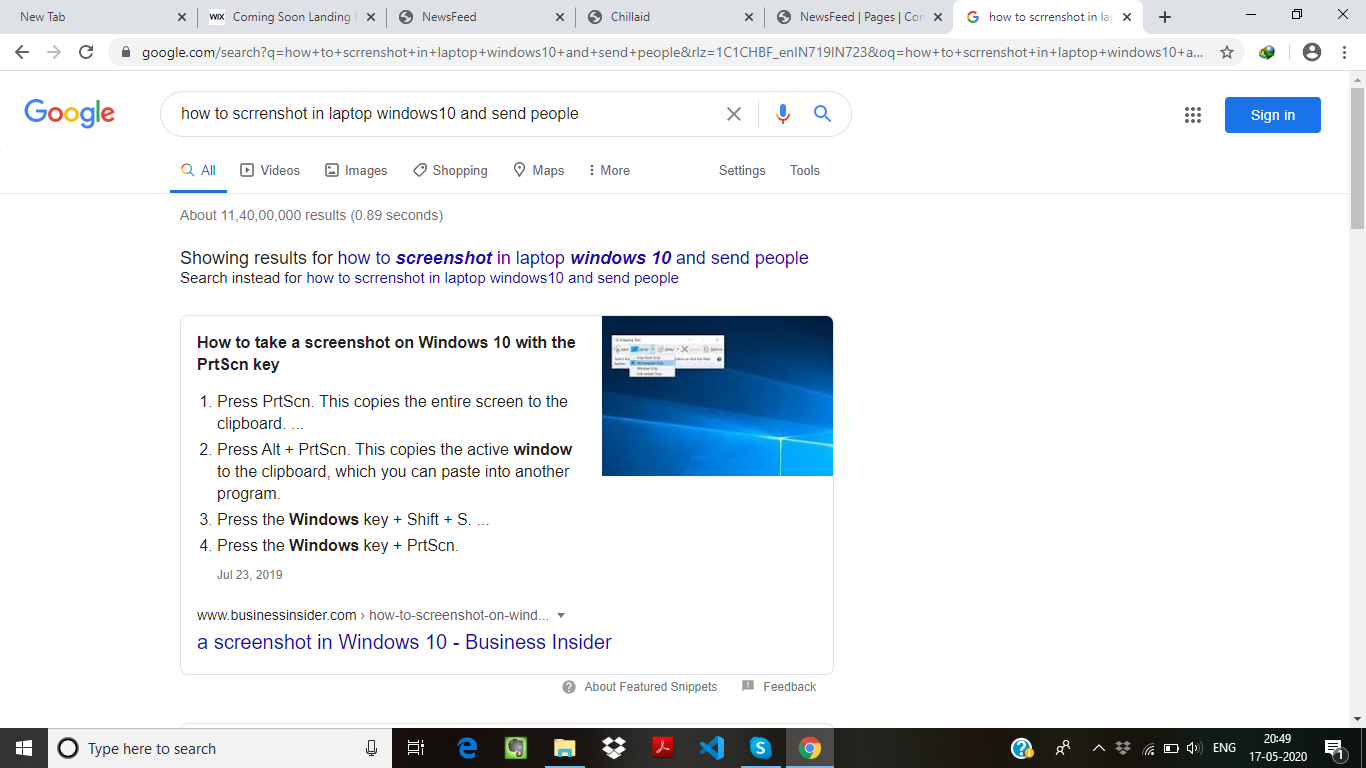 New Tab
WIX Coming Soon Landing P
NewsFeed
Chillaid
NewsFeed | Pages | Con
how to scrrenshot in lap
google.com/search?q=how+to+scrrenshot+in+laptop+windows10+and+send+people&rlz=1C1CHBF_enIN719IN723&oq=how+to+scrrenshot+in+laptop+windows10+a...
Google
how to scrrenshot in laptop windows10 and send people
Sign in
All Videos Images Shopping Maps More Settings Tools
About 11,40,00,000 results (0.89 seconds)
Showing results for how to screenshot in laptop windows 10 and send people
Search instead for how to scrrenshot in laptop windows10 and send people
How to take a screenshot on Windows 10 with the
PrtScn key
1. Press PrtScn. This copies the entire screen to the
clipboard. ...
2. Press Alt + PrtScn. This copies the active window
to the clipboard, which you can paste into another
program.
3. Press the Windows key + Shift + S. ...
4. Press the Windows key + PrtScn.
Jul 23, 2019
www.businessinsider.com › how-to-screenshot-on-wind...
a screenshot in Windows 10 - Business Insider
About Featured Snippets Feedback
Type here to search
ENG
20:49
17-05-2020
1